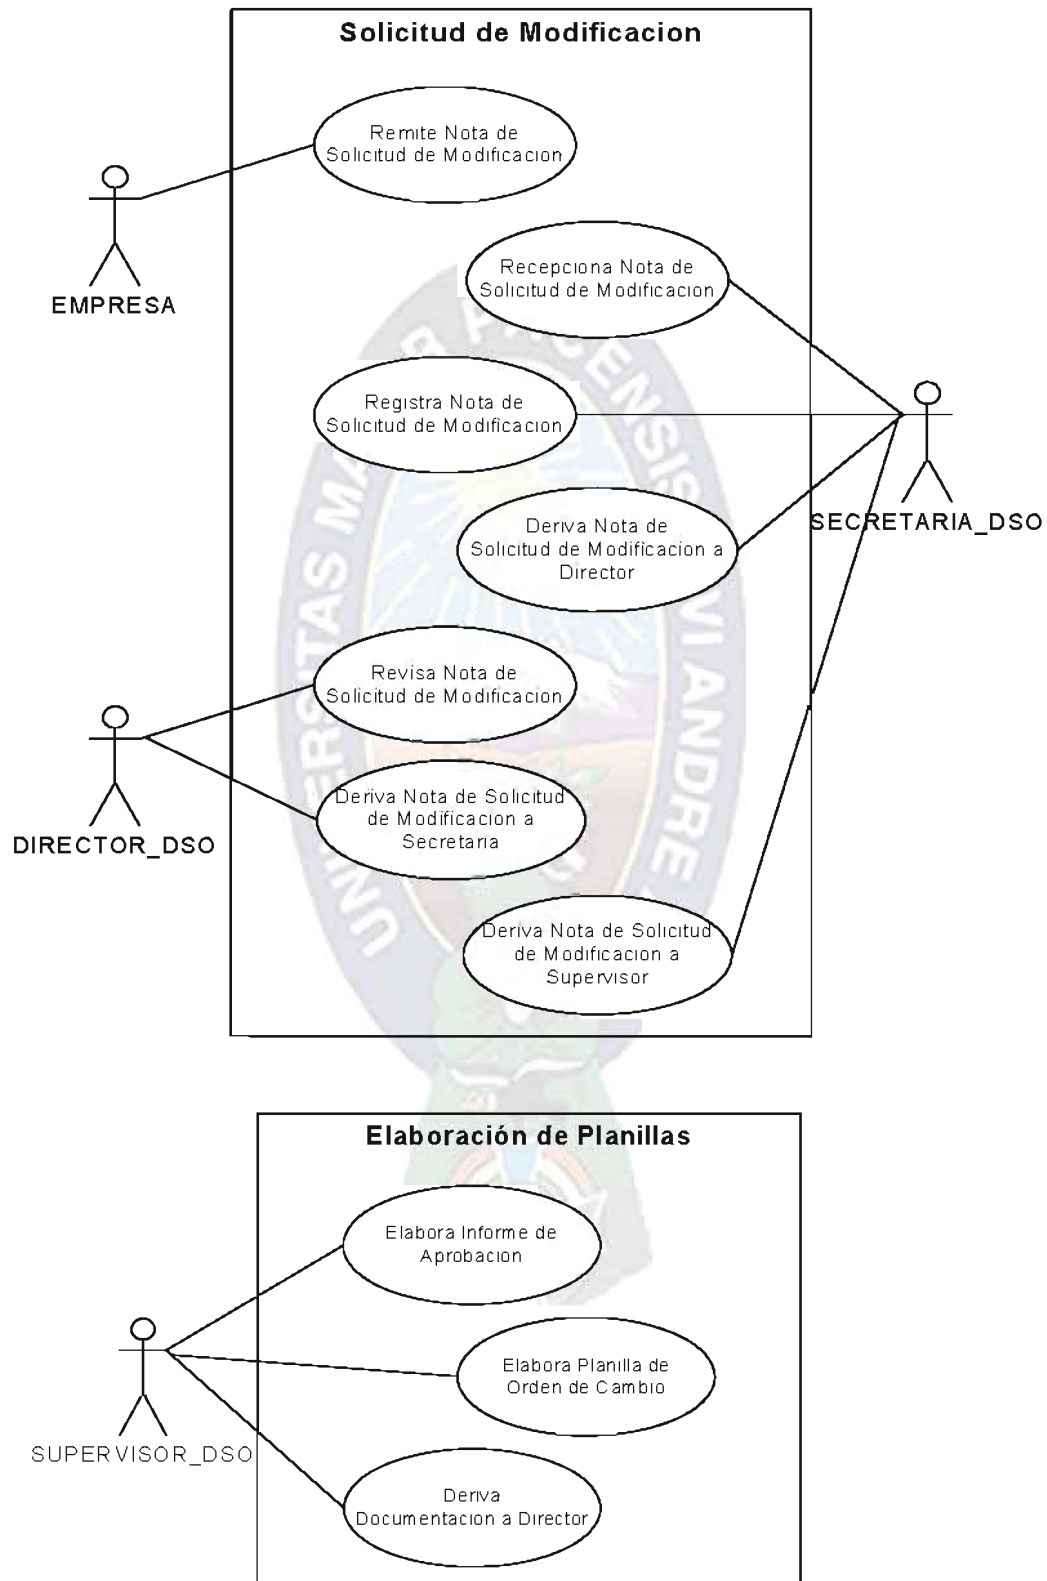 Solicitud de Modificacion
Remite Nota de
Solicitud de Modificacion
EMPRESA
Recepciona Nota de
Solicitud de Modificacion
Registra Nota de
Solicitud de Modificacion
SECRETARIA_DSO
Deriva Nota de
Solicitud de Modificacion a
Director
Revisa Nota de
Solicitud de Modificacion
DIRECTOR_DSO
Deriva Nota de Solicitud
de Modificacion a
Secretaria
Deriva Nota de Solicitud
de Modificacion a
Supervisor
Elaboración de Planillas
Elabora Informe de
Aprobacion
Elabora Planilla de
Orden de Cambio
SUPERVISOR_DSO
Deriva
Documentacion a Director